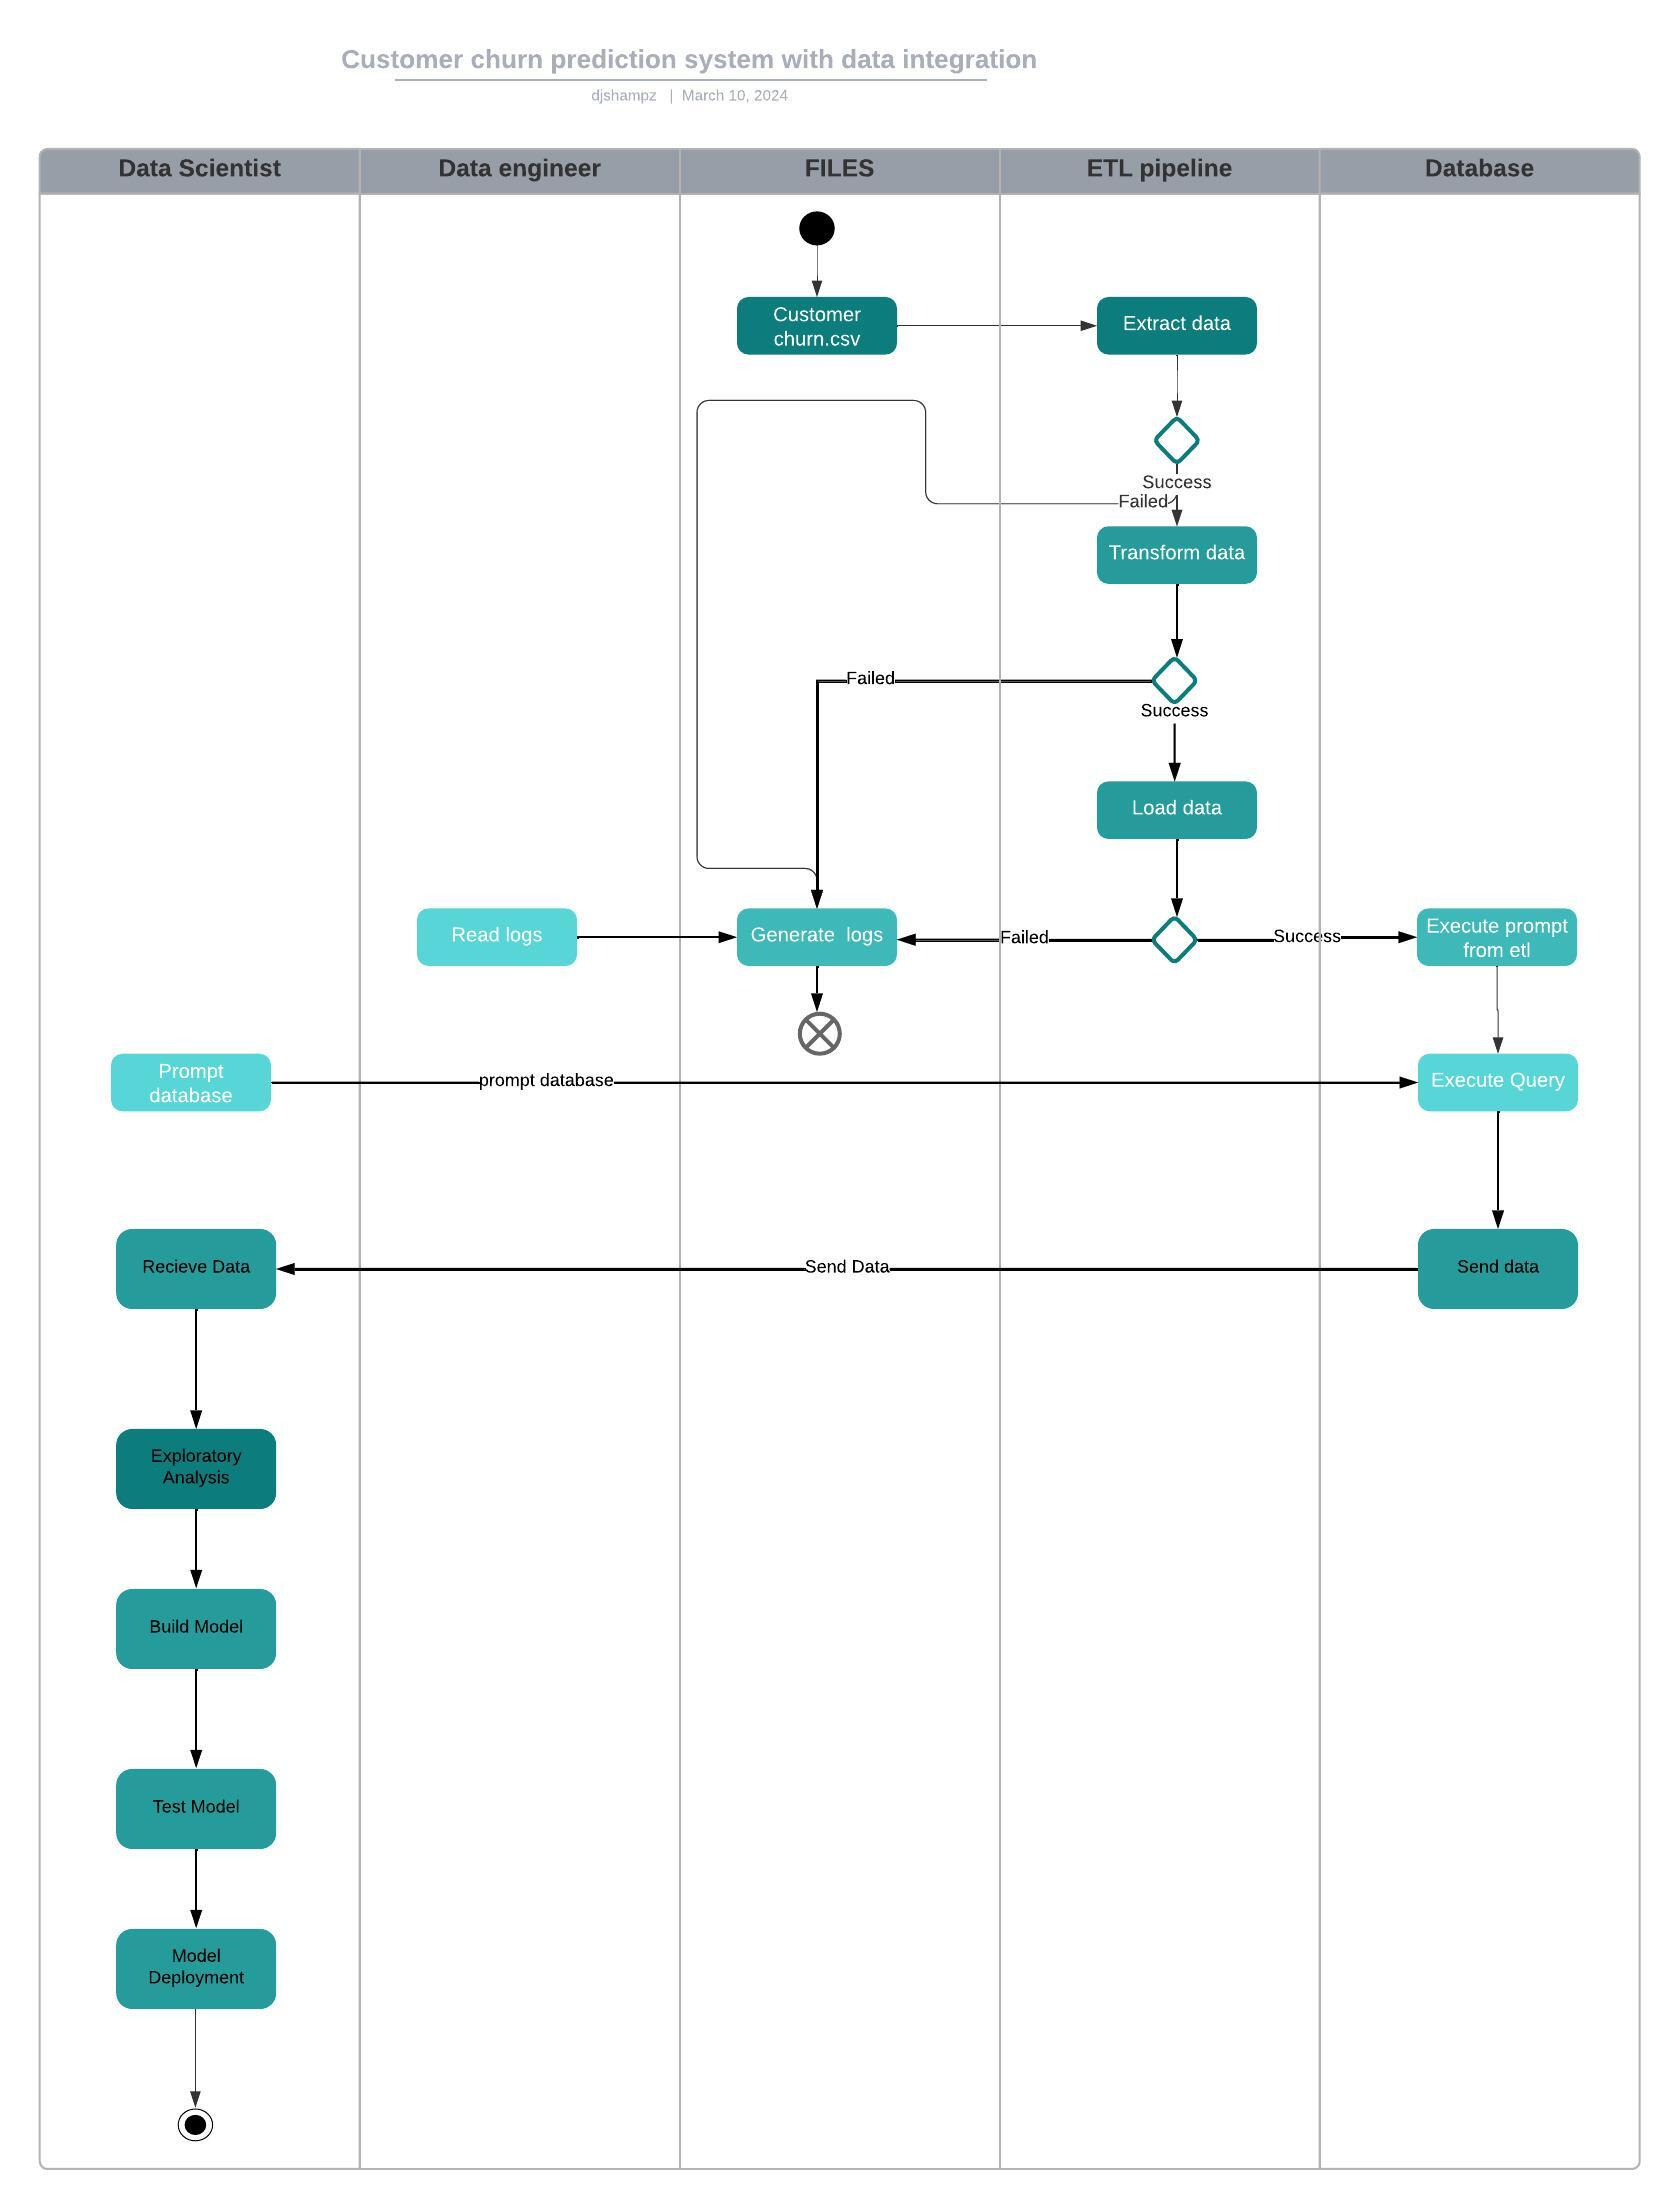 Customer churn prediction system with data integration
djshampz | March 10, 2024
Data Scientist
Data engineer
FILES
ETL pipeline
Database
Customer
churn.csv
Extract data
Success
Failed
Transform data
Failed
Success
Load data
Read logs
Generate logs
Failed
Success
Execute prompt
from etl
Prompt
database
prompt database
Execute Query
Recieve Data
Send Data
Send data
Exploratory
Analysis
Build Model
Test Model
Model
Deployment